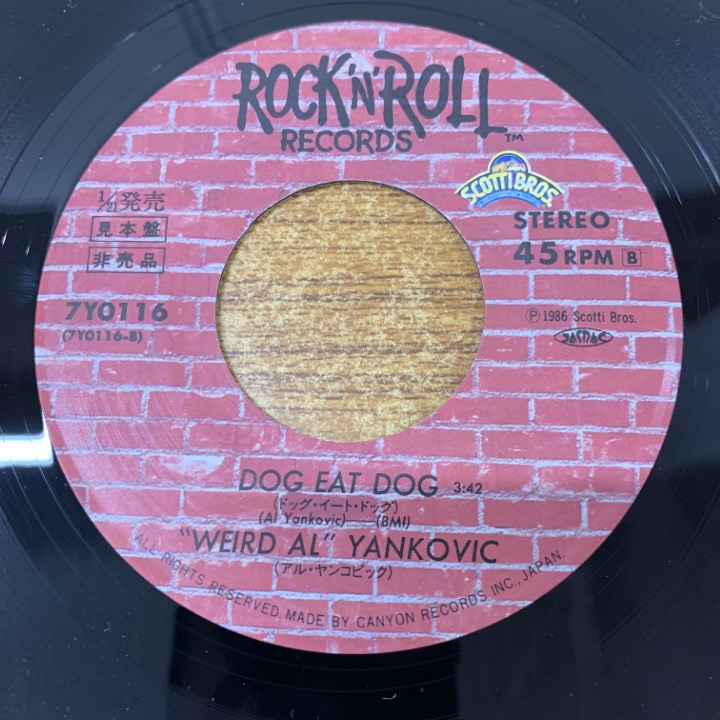 ROCK'N'ROLL™
RECORDS
SCOTTI BROS.
1/21発売
見本盤
非売品
STEREO
45 RPM B
7Y0116
(7Y0116-B)
Ⓟ 1986 Scotti Bros.
JASRAC
DOG EAT DOG 3:42
(ドッグ・イート・ドッグ)
(Al Yankovic)——(BMI)
"WEIRD AL" YANKOVIC
(アル・ヤンコビック)
ALL RIGHTS RESERVED. MADE BY CANYON RECORDS INC., JAPAN.